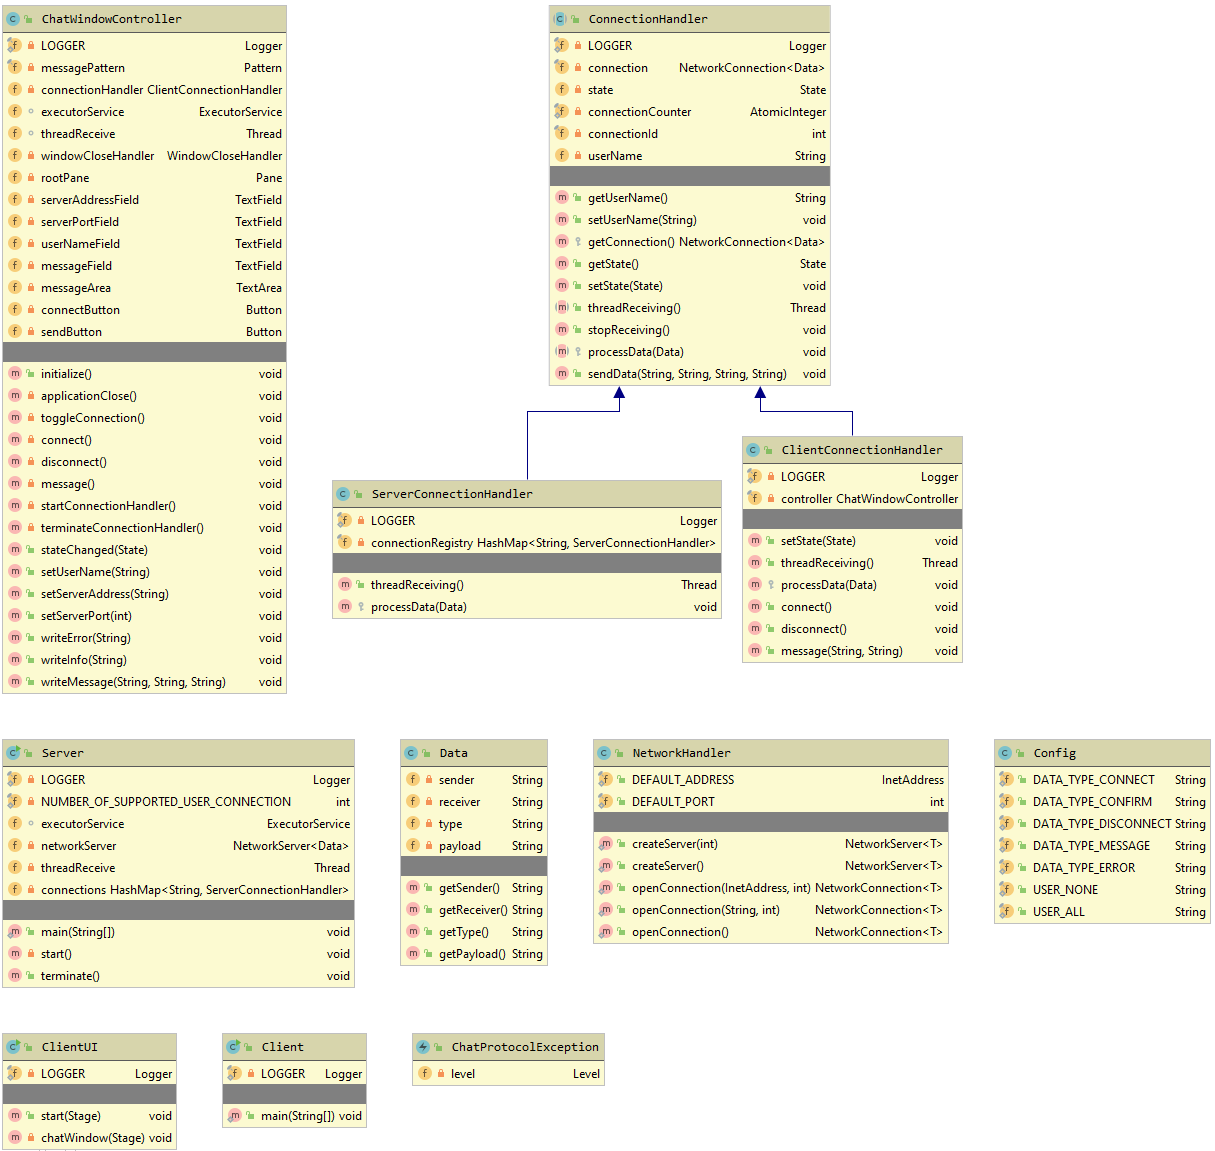 ChatWindowController
LOGGER Logger
messagePattern Pattern
connectionHandler ClientConnectionHandler
executorService ExecutorService
threadReceive Thread
windowCloseHandler WindowCloseHandler
rootPane Pane
serverAddressField TextField
serverPortField TextField
userNameField TextField
messageField TextField
messageArea TextArea
connectButton Button
sendButton Button
initialize() void
applicationClose() void
toggleConnection() void
connect() void
disconnect() void
message() void
startConnectionHandler() void
terminateConnectionHandler() void
stateChanged(State) void
setUserName(String) void
setServerAddress(String) void
setServerPort(int) void
writeError(String) void
writeInfo(String) void
writeMessage(String, String, String) void
ConnectionHandler
LOGGER Logger
connection NetworkConnection<Data>
state State
connectionCounter AtomicInteger
connectionId int
userName String
getUserName() String
setUserName(String) void
getConnection() NetworkConnection<Data>
getState() State
setState(State) void
threadReceiving() Thread
stopReceiving() void
processData(Data) void
sendData(String, String, String, String) void
ServerConnectionHandler
LOGGER Logger
connectionRegistry HashMap<String, ServerConnectionHandler>
threadReceiving() Thread
processData(Data) void
ClientConnectionHandler
LOGGER Logger
controller ChatWindowController
setState(State) void
threadReceiving() Thread
processData(Data) void
connect() void
disconnect() void
message(String, String) void
Server
LOGGER Logger
NUMBER_OF_SUPPORTED_USER_CONNECTION int
executorService ExecutorService
networkServer NetworkServer<Data>
threadReceive Thread
connections HashMap<String, ServerConnectionHandler>
main(String[]) void
start() void
terminate() void
Data
sender String
receiver String
type String
payload String
getSender() String
getReceiver() String
getType() String
getPayload() String
NetworkHandler
DEFAULT_ADDRESS InetAddress
DEFAULT_PORT int
createServer(int) NetworkServer<T>
createServer() NetworkServer<T>
openConnection(InetAddress, int) NetworkConnection<T>
openConnection(String, int) NetworkConnection<T>
openConnection() NetworkConnection<T>
Config
DATA_TYPE_CONNECT String
DATA_TYPE_CONFIRM String
DATA_TYPE_DISCONNECT String
DATA_TYPE_MESSAGE String
DATA_TYPE_ERROR String
USER_NONE String
USER_ALL String
ClientUI
LOGGER Logger
start(Stage) void
chatWindow(Stage) void
Client
LOGGER Logger
main(String[]) void
ChatProtocolException
level Level